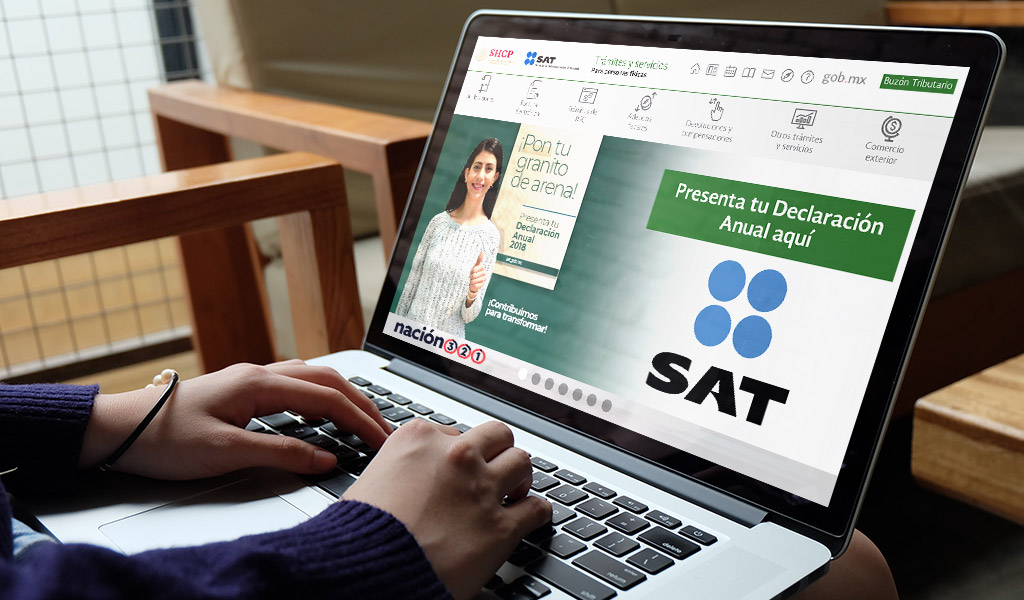 SHCP
SAT
Trámites y servicios
Para personas físicas
gob.mx
Buzón Tributario
Devoluciones y
compensaciones
Otros trámites
y servicios
Comercio
exterior
¡Pon tu
granito
de arena!
Presenta tu
Declaración
Anual
2018
¡Contribuimos
para transformar!
nación321
Presenta tu Declaración
Anual aquí
SAT
delete
return